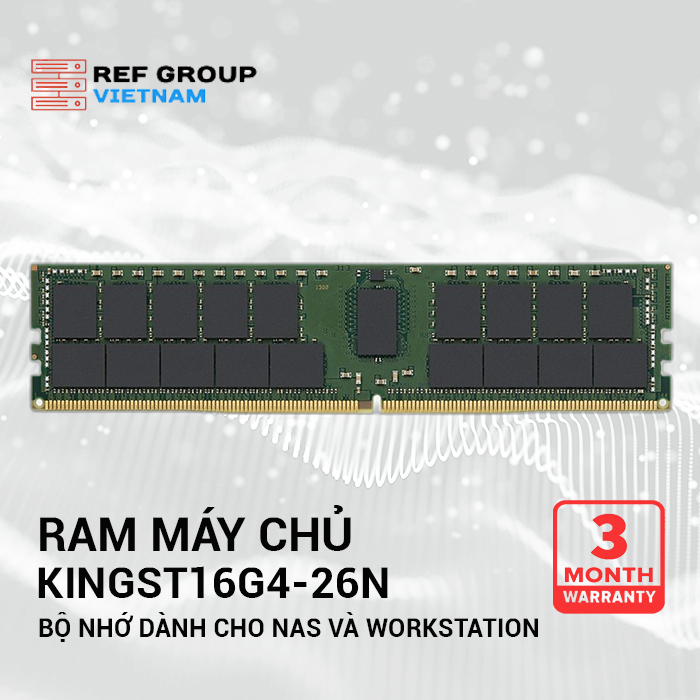 REF GROUP
VIETNAM
RAM MÁY CHỦ
KINGST16G4-26N
BỘ NHỚ DÀNH CHO NAS VÀ WORKSTATION
3
MONTH
WARRANTY